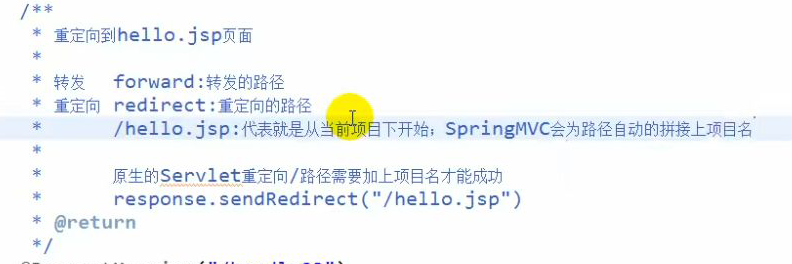 /**
 * 重定向到hello.jsp页面
 *
 * 转发   forward:转发的路径
 * 重定向 redirect:重定向的路径
 *      /hello.jsp:代表就是从当前项目下开始；SpringMVC会为路径自动的拼接上项目名
 *
 *      原生的Servlet重定向/路径需要加上项目名才能成功
 *      response.sendRedirect("/hello.jsp")
 * @return
 */